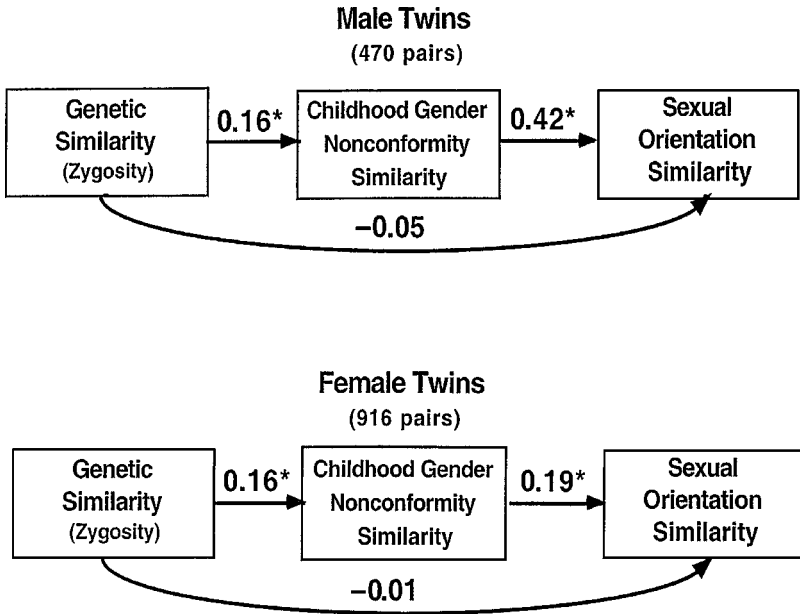 Male Twins
(470 pairs)
Genetic
Similarity
(Zygosity)
0.16*
Childhood Gender
Nonconformity
Similarity
0.42*
Sexual
Orientation
Similarity
−0.05
Female Twins
(916 pairs)
Genetic
Similarity
(Zygosity)
0.16*
Childhood Gender
Nonconformity
Similarity
0.19*
Sexual
Orientation
Similarity
−0.01